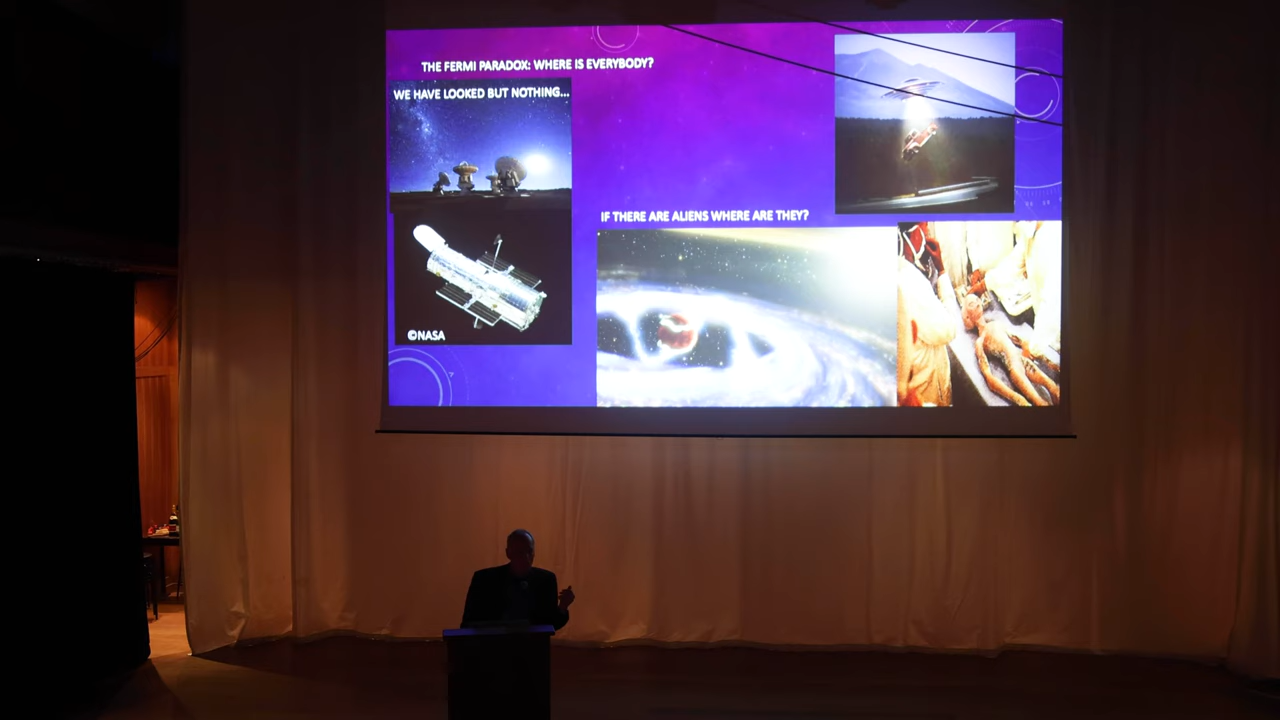 THE FERMI PARADOX: WHERE IS EVERYBODY?
WE HAVE LOOKED BUT NOTHING...
IF THERE ARE ALIENS WHERE ARE THEY?
©NASA